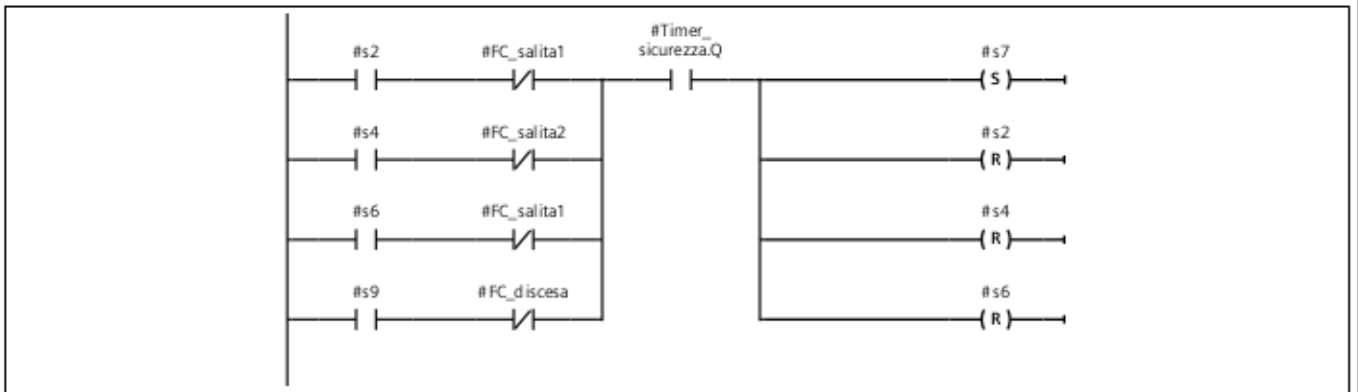 #Timer_
#s2 #FC_salita1 sicurezza.Q #s7
S
#s4 #FC_salita2 #s2
R
#s6 #FC_salita1 #s4
R
#s9 #FC_discesa #s6
R